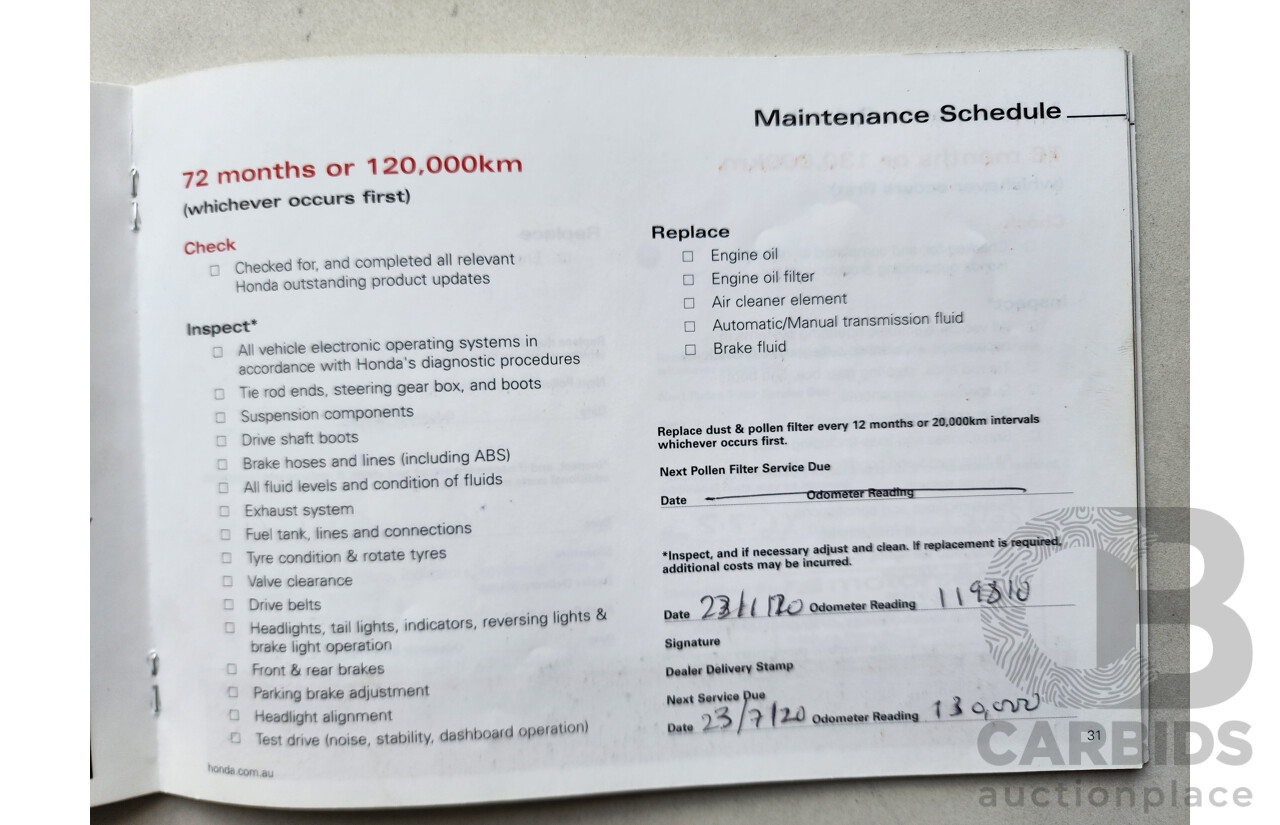 Maintenance Schedule
72 months or 120,000km
(whichever occurs first)
Check
Checked for, and completed all relevant
Honda outstanding product updates
Inspect*
All vehicle electronic operating systems in
accordance with Honda's diagnostic procedures
Tie rod ends, steering gear box, and boots
Suspension components
Drive shaft boots
Brake hoses and lines (including ABS)
All fluid levels and condition of fluids
Exhaust system
Fuel tank, lines and connections
Tyre condition & rotate tyres
Valve clearance
Drive belts
Headlights, tail lights, indicators, reversing lights &
brake light operation
Front & rear brakes
Parking brake adjustment
Headlight alignment
Test drive (noise, stability, dashboard operation)
honda.com.au
Replace
Engine oil
Engine oil filter
Air cleaner element
Automatic/Manual transmission fluid
Brake fluid
Replace dust & pollen filter every 12 months or 20,000km intervals
whichever occurs first.
Next Pollen Filter Service Due
Date Odometer Reading
*Inspect, and if necessary adjust and clean. If replacement is required,
additional costs may be incurred.
Date 23/1/20 Odometer Reading 119810
Signature
Dealer Delivery Stamp
Next Service Due
Date 23/7/20 Odometer Reading 130,000
31
CARBIDS
auctionplace